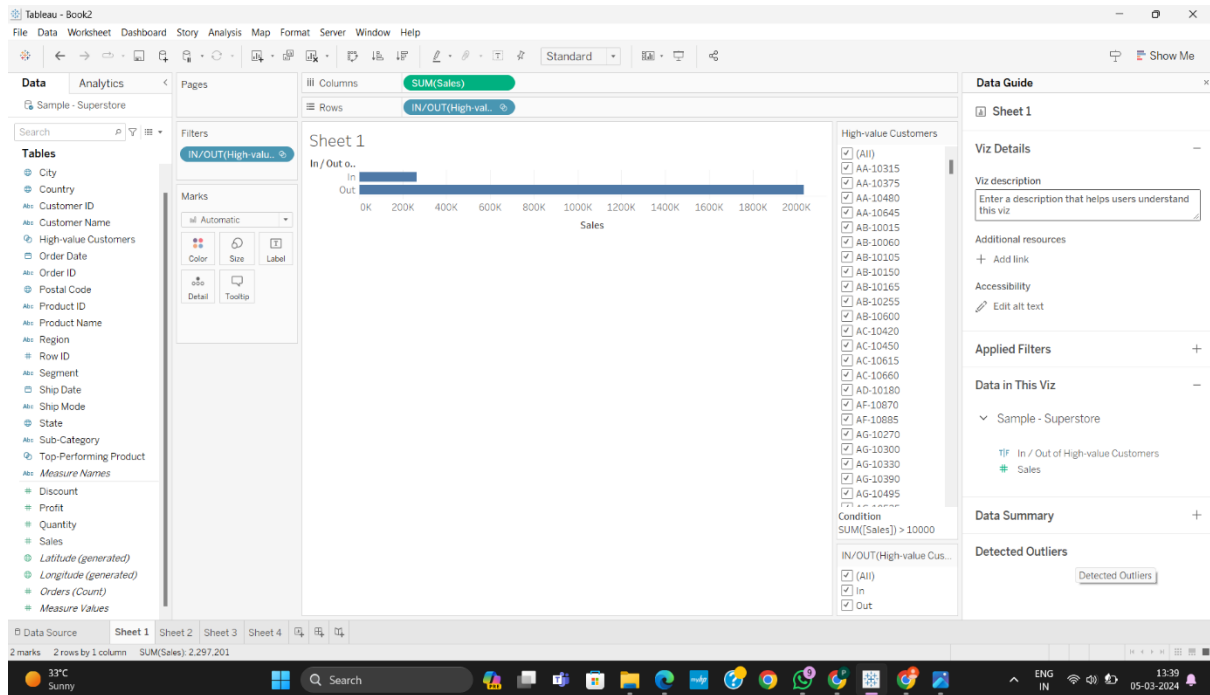 Tableau - Book2
File Data Worksheet Dashboard Story Analysis Map Format Server Window Help
Standard
Show Me
Data Analytics
Sample - Superstore
Search
Tables
City
Country
Abc Customer ID
Abc Customer Name
High-value Customers
Order Date
Abc Order ID
Postal Code
Abc Product ID
Abc Product Name
Abc Region
# Row ID
Abc Segment
Ship Date
Abc Ship Mode
State
Abc Sub-Category
Top-Performing Product
Abc Measure Names
# Discount
# Profit
# Quantity
# Sales
Latitude (generated)
Longitude (generated)
# Orders (Count)
# Measure Values
Pages
Filters
IN/OUT(High-valu..
Marks
Automatic
Color Size Label
Detail Tooltip
Columns SUM(Sales)
Rows IN/OUT(High-val..
Sheet 1
In / Out o..
In
Out
0K 200K 400K 600K 800K 1000K 1200K 1400K 1600K 1800K 2000K
Sales
High-value Customers
(All)
AA-10315
AA-10375
AA-10480
AA-10645
AB-10015
AB-10060
AB-10105
AB-10150
AB-10165
AB-10255
AB-10600
AC-10420
AC-10450
AC-10615
AC-10660
AD-10180
AF-10870
AF-10885
AG-10270
AG-10300
AG-10330
AG-10390
AG-10495
Condition
SUM([Sales]) > 10000
IN/OUT(High-value Cus...
(All)
In
Out
Data Guide
Sheet 1
Viz Details
Viz description
Enter a description that helps users understand
this viz
Additional resources
+ Add link
Accessibility
Edit alt text
Applied Filters
Data in This Viz
Sample - Superstore
T|F In / Out of High-value Customers
# Sales
Data Summary
Detected Outliers
Detected Outliers
Data Source Sheet 1 Sheet 2 Sheet 3 Sheet 4
2 marks 2 rows by 1 column SUM(Sales): 2,297,201
33°C
Sunny
Search
9
ENG
IN
13:39
05-03-2024